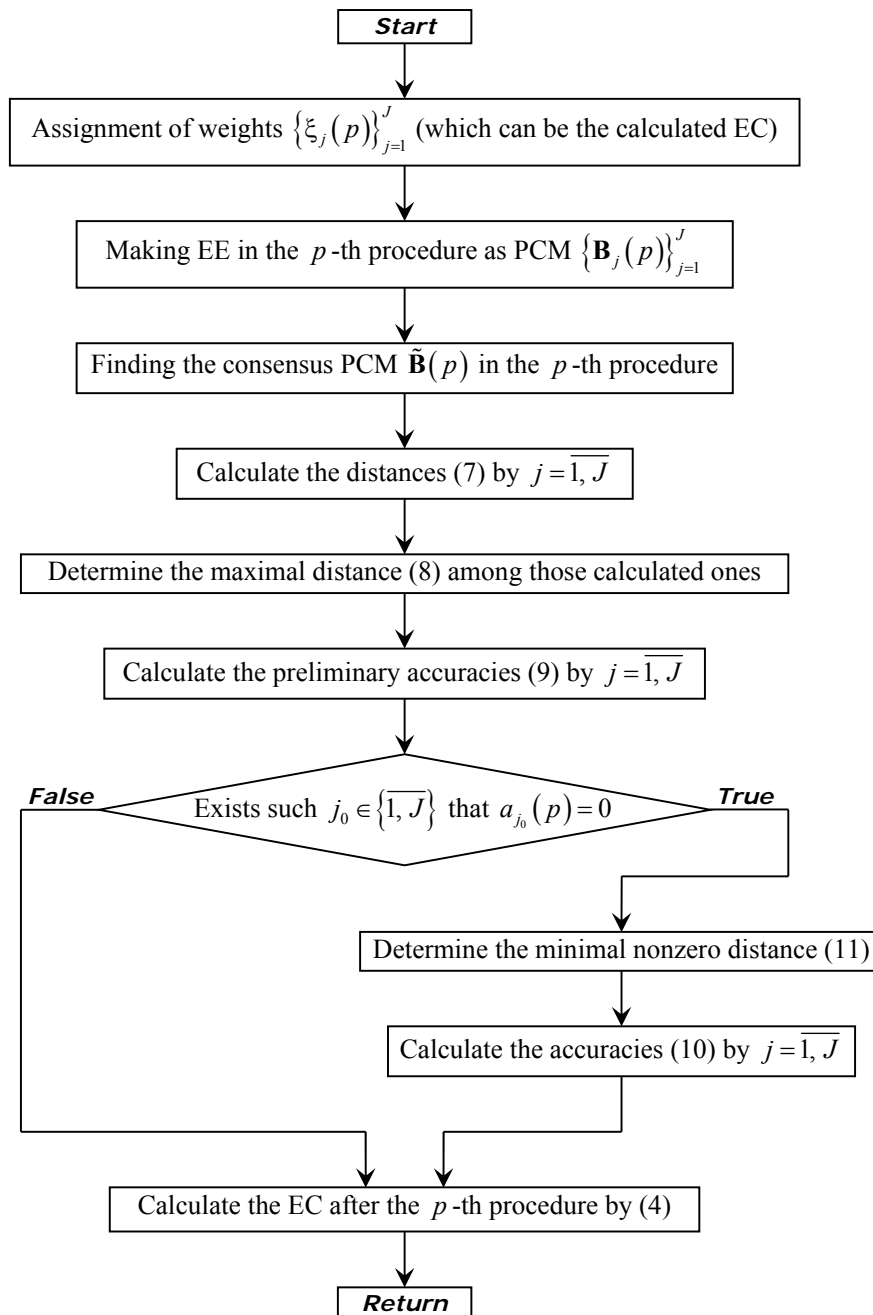 Start
Assignment of weights {ξ_j(p)}_{j=1}^{J} (which can be the calculated EC)
Making EE in the p-th procedure as PCM {𝐁_j(p)}_{j=1}^{J}
Finding the consensus PCM 𝐁̃(p) in the p-th procedure
Calculate the distances (7) by j = \overline{1, J}
Determine the maximal distance (8) among those calculated ones
Calculate the preliminary accuracies (9) by j = \overline{1, J}
False
Exists such j_0 ∈ {\overline{1, J}} that a_{j_0}(p) = 0
True
Determine the minimal nonzero distance (11)
Calculate the accuracies (10) by j = \overline{1, J}
Calculate the EC after the p-th procedure by (4)
Return